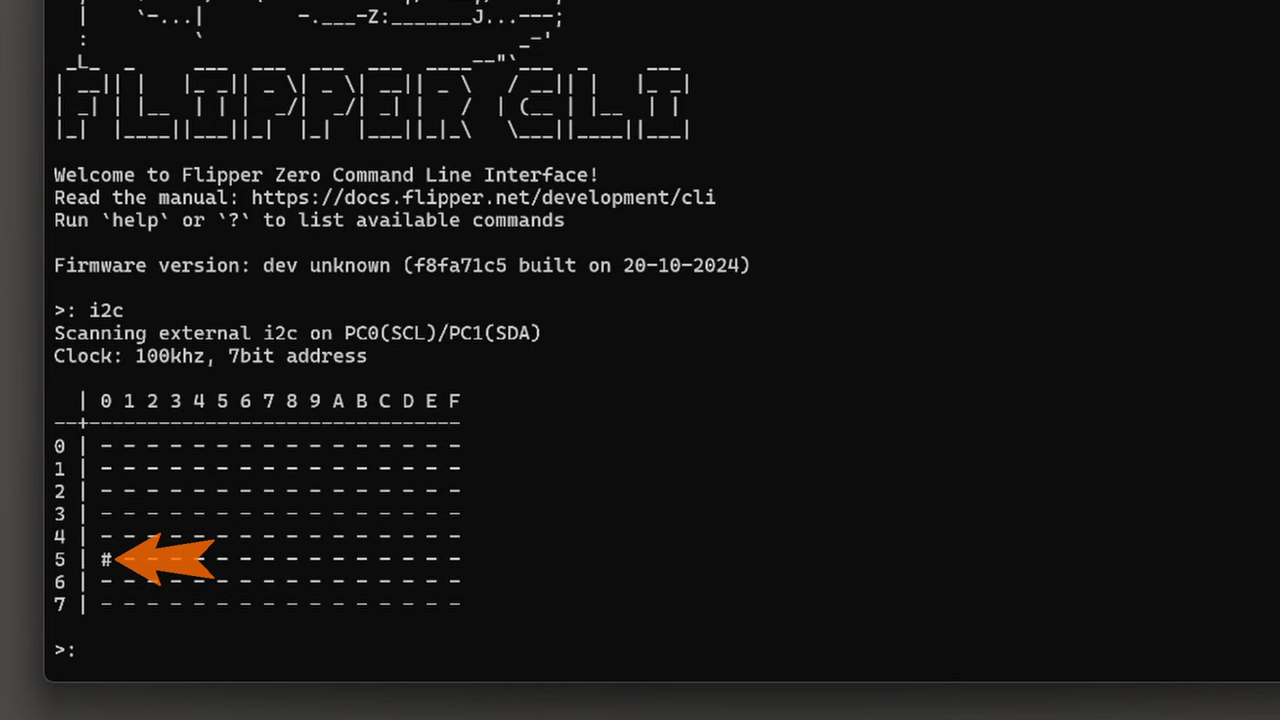 FLIPPER CLI
Welcome to Flipper Zero Command Line Interface!
Read the manual: https://docs.flipper.net/development/cli
Run `help` or `?` to list available commands
Firmware version: dev unknown (f8fa71c5 built on 20-10-2024)
>: i2c
Scanning external i2c on PC0(SCL)/PC1(SDA)
Clock: 100khz, 7bit address
  | 0 1 2 3 4 5 6 7 8 9 A B C D E F
--+--------------------------------
0 | - - - - - - - - - - - - - - - -
1 | - - - - - - - - - - - - - - - -
2 | - - - - - - - - - - - - - - - -
3 | - - - - - - - - - - - - - - - -
4 | - - - - - - - - - - - - - - - -
5 | # - - - - - - - - - - - - - - -
6 | - - - - - - - - - - - - - - - -
7 | - - - - - - - - - - - - - - - -
>: